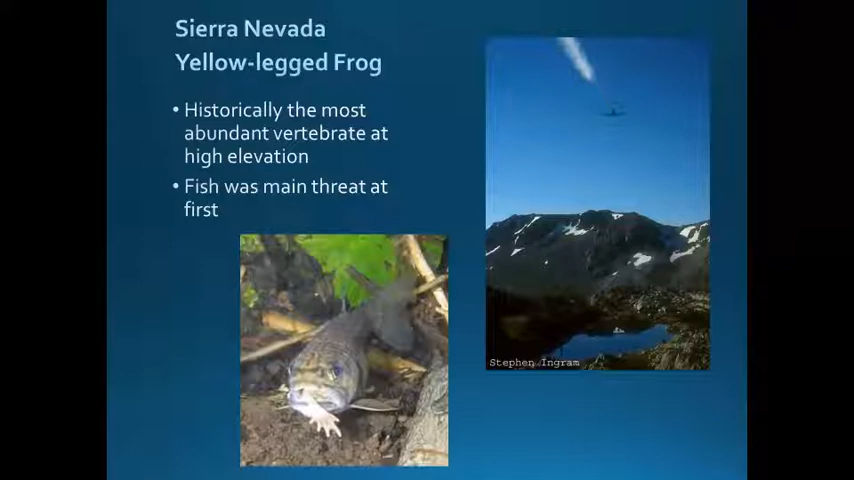 Sierra Nevada
Yellow-legged Frog
• Historically the most
abundant vertebrate at
high elevation
• Fish was main threat at
first
Stephen Ingram